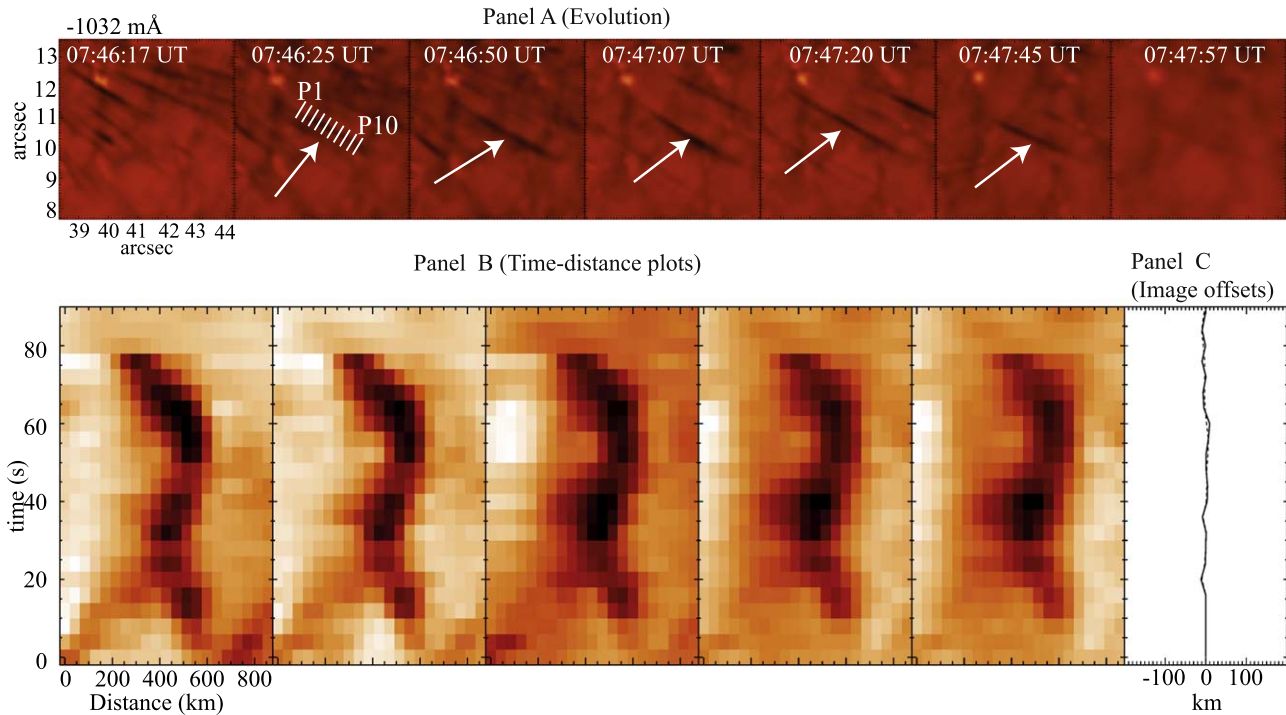 Panel A (Evolution)
-1032 mÅ
07:46:17 UT 07:46:25 UT 07:46:50 UT 07:47:07 UT 07:47:20 UT 07:47:45 UT 07:47:57 UT
13
12
11
10
9
8
arcsec
P1
P10
39 40 41 42 43 44
arcsec
Panel B (Time-distance plots)
Panel C
(Image offsets)
80
60
40
20
0
time (s)
0 200 400 600 800
Distance (km)
-100 0 100
km